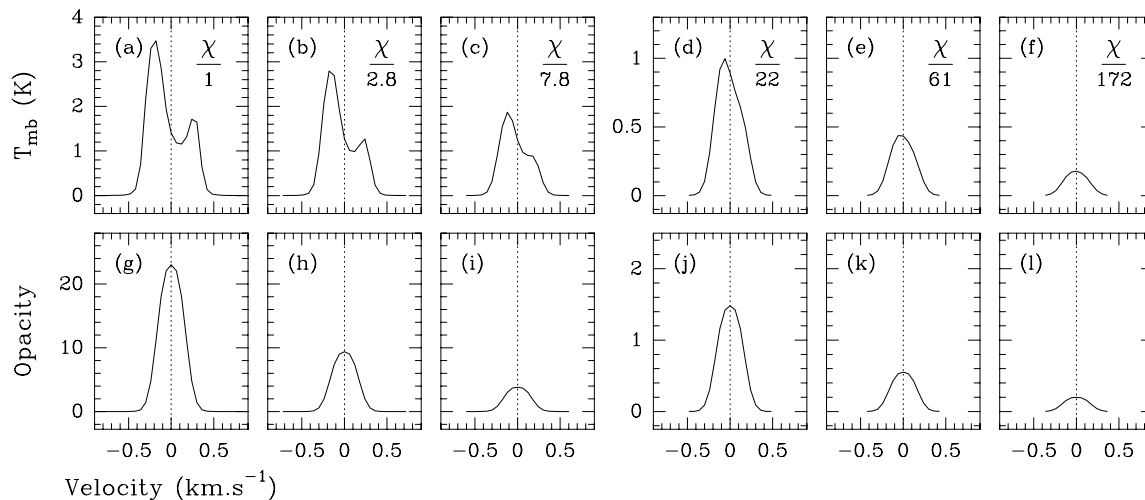 (a) χ/1 (b) χ/2.8 (c) χ/7.8 (d) χ/22 (e) χ/61 (f) χ/172
T_mb (K)
4
3
2
1
0
1
0.5
0
(g) (h) (i) (j) (k) (l)
Opacity
20
10
0
2
1
0
−0.5 0 0.5 −0.5 0 0.5 −0.5 0 0.5 −0.5 0 0.5 −0.5 0 0.5 −0.5 0 0.5
Velocity (km.s⁻¹)